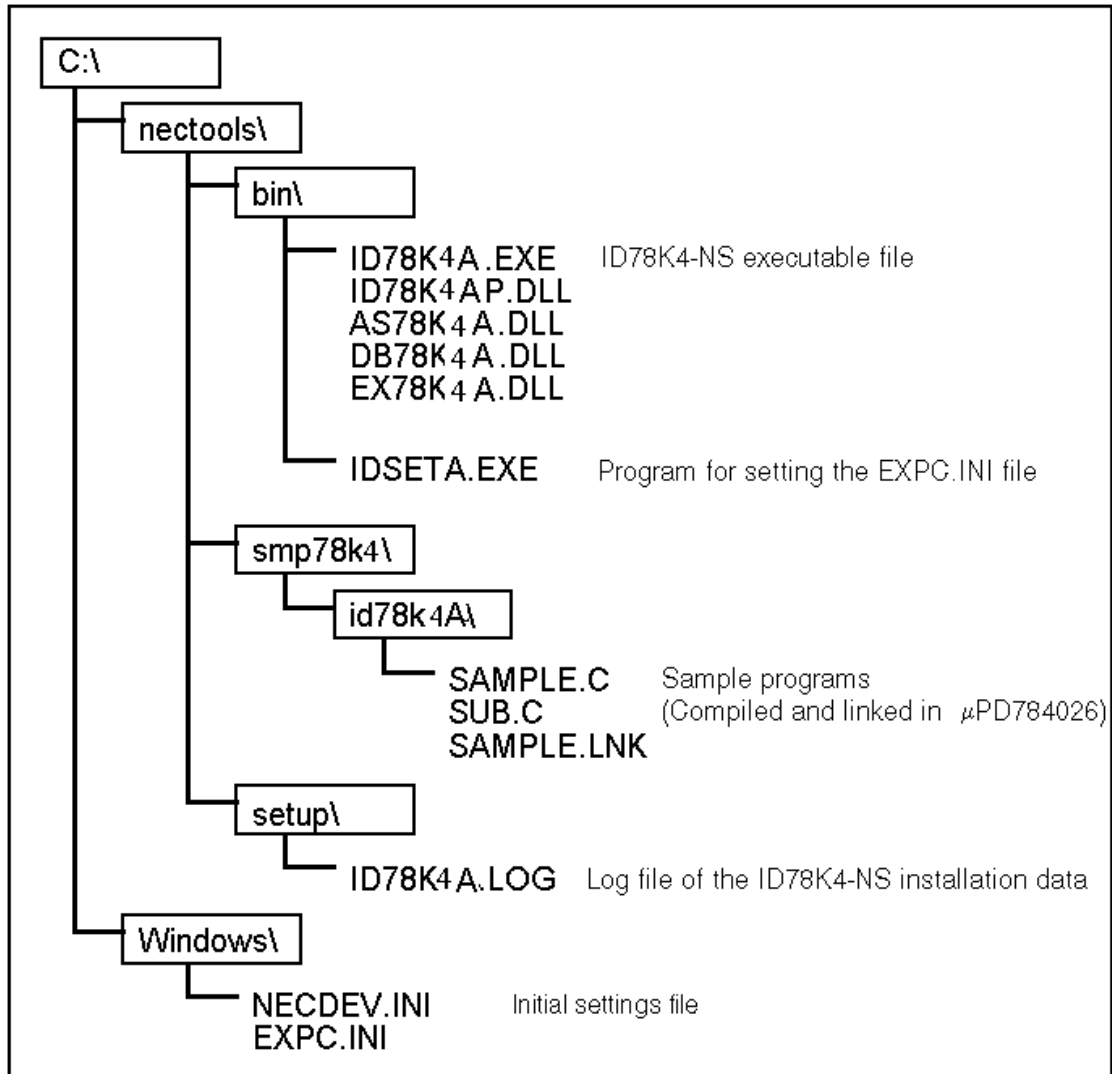 C:\
nectools\
bin\
ID78K4A.EXE ID78K4-NS executable file
ID78K4AP.DLL
AS78K4A.DLL
DB78K4A.DLL
EX78K4A.DLL
IDSETA.EXE Program for setting the EXPC.INI file
smp78k4\
id78k4A\
SAMPLE.C Sample programs
SUB.C (Compiled and linked in μPD784026)
SAMPLE.LNK
setup\
ID78K4A.LOG Log file of the ID78K4-NS installation data
Windows\
NECDEV.INI Initial settings file
EXPC.INI